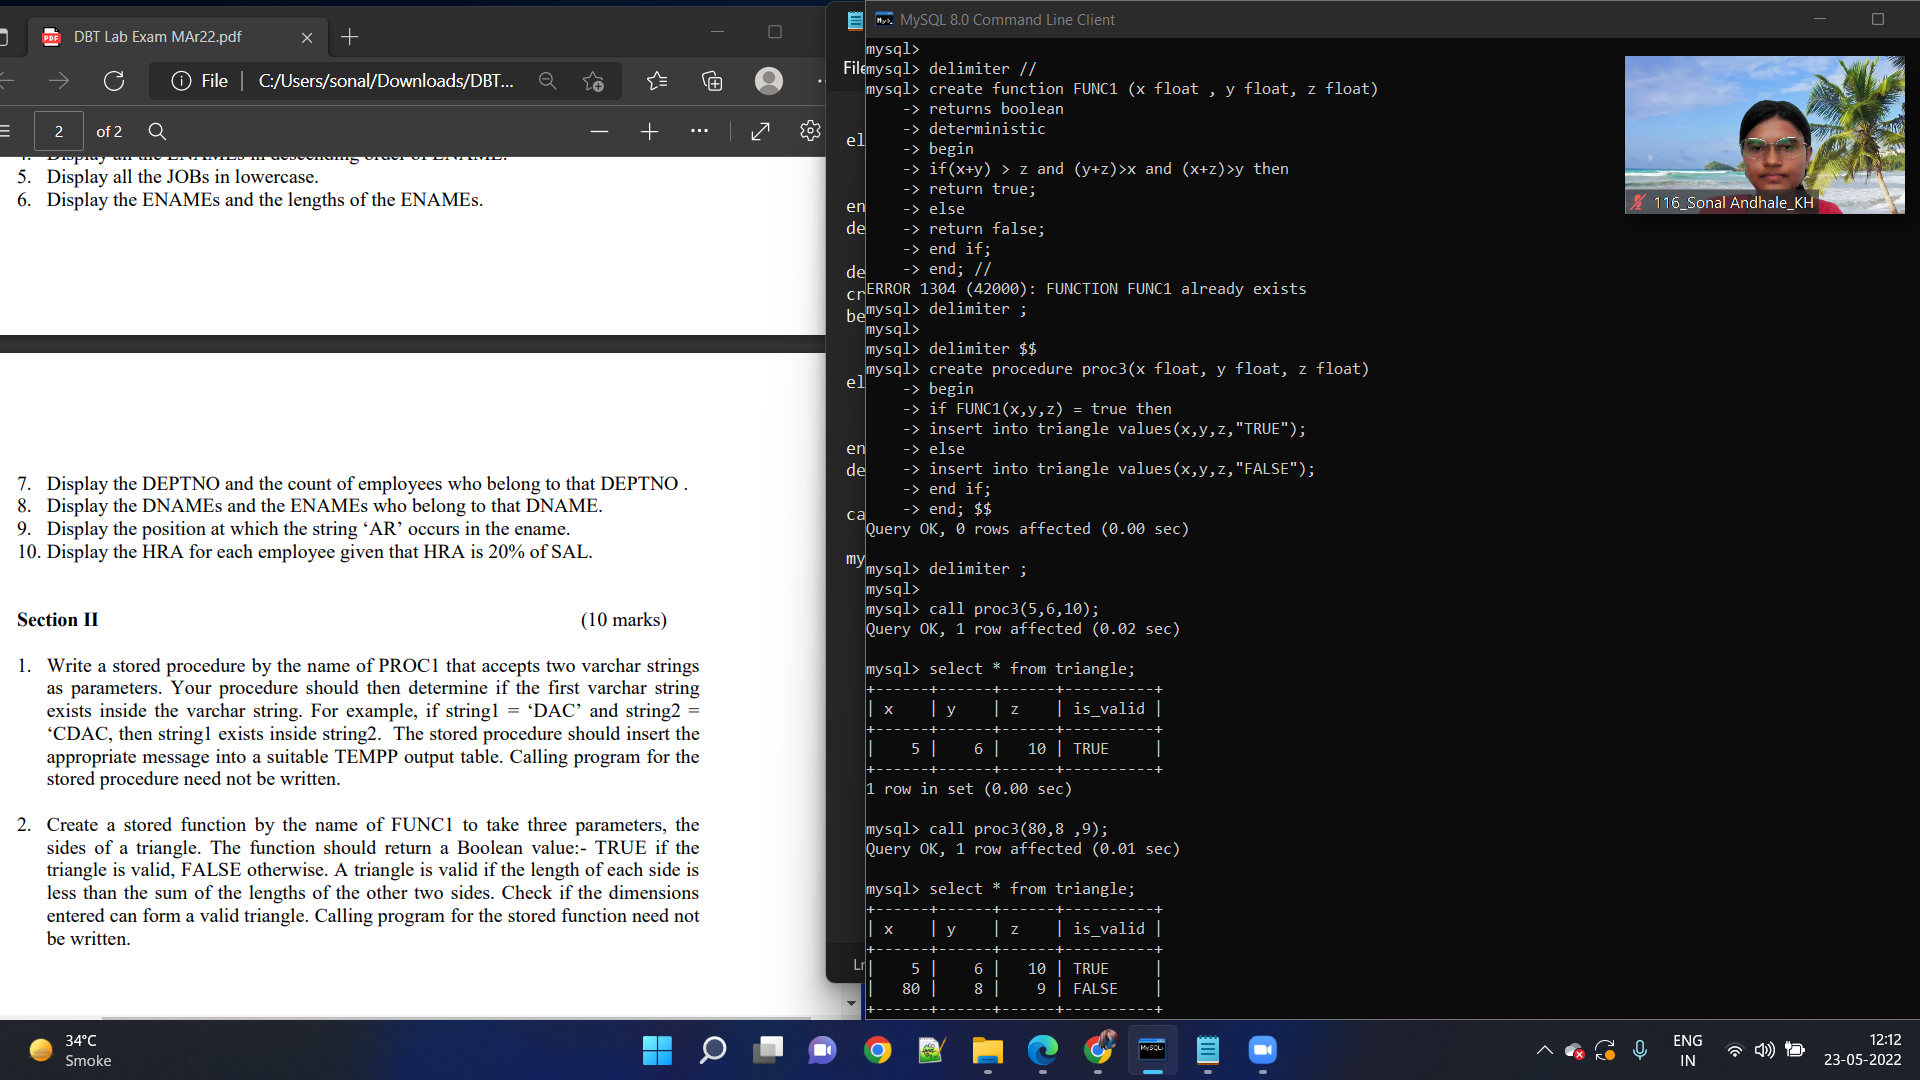 DBT Lab Exam MAr22.pdf
File
C:/Users/sonal/Downloads/DBT...
2
of 2
4. Display all the ENAMEs in descending order of ENAME.
5. Display all the JOBs in lowercase.
6. Display the ENAMEs and the lengths of the ENAMEs.
7. Display the DEPTNO and the count of employees who belong to that DEPTNO .
8. Display the DNAMEs and the ENAMEs who belong to that DNAME.
9. Display the position at which the string ‘AR’ occurs in the ename.
10. Display the HRA for each employee given that HRA is 20% of SAL.
Section II (10 marks)
1. Write a stored procedure by the name of PROC1 that accepts two varchar strings
as parameters. Your procedure should then determine if the first varchar string
exists inside the varchar string. For example, if string1 = ‘DAC’ and string2 =
‘CDAC, then string1 exists inside string2. The stored procedure should insert the
appropriate message into a suitable TEMPP output table. Calling program for the
stored procedure need not be written.
2. Create a stored function by the name of FUNC1 to take three parameters, the
sides of a triangle. The function should return a Boolean value:- TRUE if the
triangle is valid, FALSE otherwise. A triangle is valid if the length of each side is
less than the sum of the lengths of the other two sides. Check if the dimensions
entered can form a valid triangle. Calling program for the stored function need not
be written.
File
el
en
de
de
cr
be
el
en
de
ca
my
Ln
MySQL 8.0 Command Line Client
mysql>
mysql> delimiter //
mysql> create function FUNC1 (x float , y float, z float)
-> returns boolean
-> deterministic
-> begin
-> if(x+y) > z and (y+z)>x and (x+z)>y then
-> return true;
-> else
-> return false;
-> end if;
-> end; //
ERROR 1304 (42000): FUNCTION FUNC1 already exists
mysql> delimiter ;
mysql>
mysql> delimiter $$
mysql> create procedure proc3(x float, y float, z float)
-> begin
-> if FUNC1(x,y,z) = true then
-> insert into triangle values(x,y,z,"TRUE");
-> else
-> insert into triangle values(x,y,z,"FALSE");
-> end if;
-> end; $$
Query OK, 0 rows affected (0.00 sec)
mysql> delimiter ;
mysql>
mysql> call proc3(5,6,10);
Query OK, 1 row affected (0.02 sec)
mysql> select * from triangle;
+------+------+------+----------+
| x    | y    | z    | is_valid |
+------+------+------+----------+
|    5 |    6 |   10 | TRUE     |
+------+------+------+----------+
1 row in set (0.00 sec)
mysql> call proc3(80,8 ,9);
Query OK, 1 row affected (0.01 sec)
mysql> select * from triangle;
+------+------+------+----------+
| x    | y    | z    | is_valid |
+------+------+------+----------+
|    5 |    6 |   10 | TRUE     |
|   80 |    8 |    9 | FALSE    |
+------+------+------+----------+
116_Sonal Andhale_KH
34°C
Smoke
ENG
IN
12:12
23-05-2022